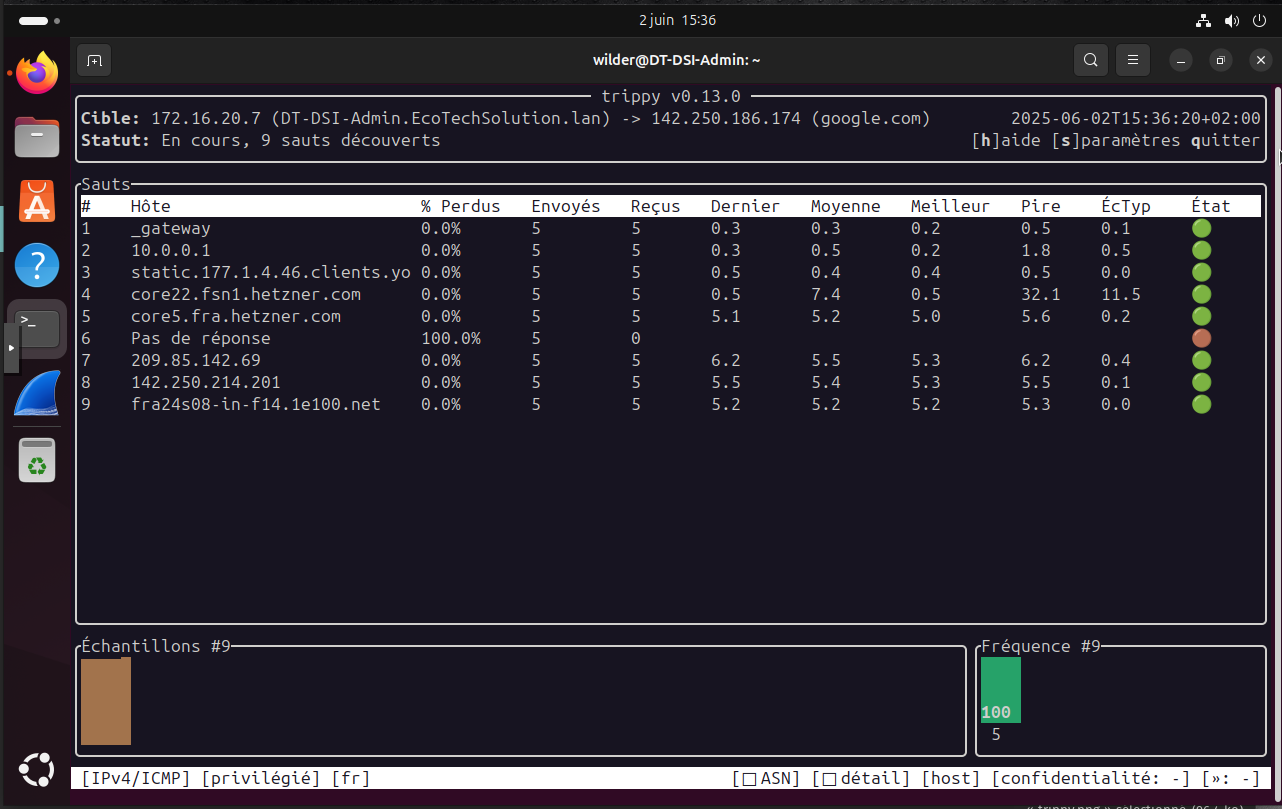 2 juin 15:36
wilder@DT-DSI-Admin: ~
trippy v0.13.0
Cible: 172.16.20.7 (DT-DSI-Admin.EcoTechSolution.lan) -> 142.250.186.174 (google.com) 2025-06-02T15:36:20+02:00
Statut: En cours, 9 sauts découverts [h]aide [s]paramètres quitter
Sauts
# Hôte % Perdus Envoyés Reçus Dernier Moyenne Meilleur Pire ÉcTyp État
1 _gateway 0.0% 5 5 0.3 0.3 0.2 0.5 0.1
2 10.0.0.1 0.0% 5 5 0.3 0.5 0.2 1.8 0.5
3 static.177.1.4.46.clients.yo 0.0% 5 5 0.5 0.4 0.4 0.5 0.0
4 core22.fsn1.hetzner.com 0.0% 5 5 0.5 7.4 0.5 32.1 11.5
5 core5.fra.hetzner.com 0.0% 5 5 5.1 5.2 5.0 5.6 0.2
6 Pas de réponse 100.0% 5 0
7 209.85.142.69 0.0% 5 5 6.2 5.5 5.3 6.2 0.4
8 142.250.214.201 0.0% 5 5 5.5 5.4 5.3 5.5 0.1
9 fra24s08-in-f14.1e100.net 0.0% 5 5 5.2 5.2 5.2 5.3 0.0
Échantillons #9 Fréquence #9
100
5
[IPv4/ICMP] [privilégié] [fr] [□ASN] [□détail] [host] [confidentialité: -] [»: -]